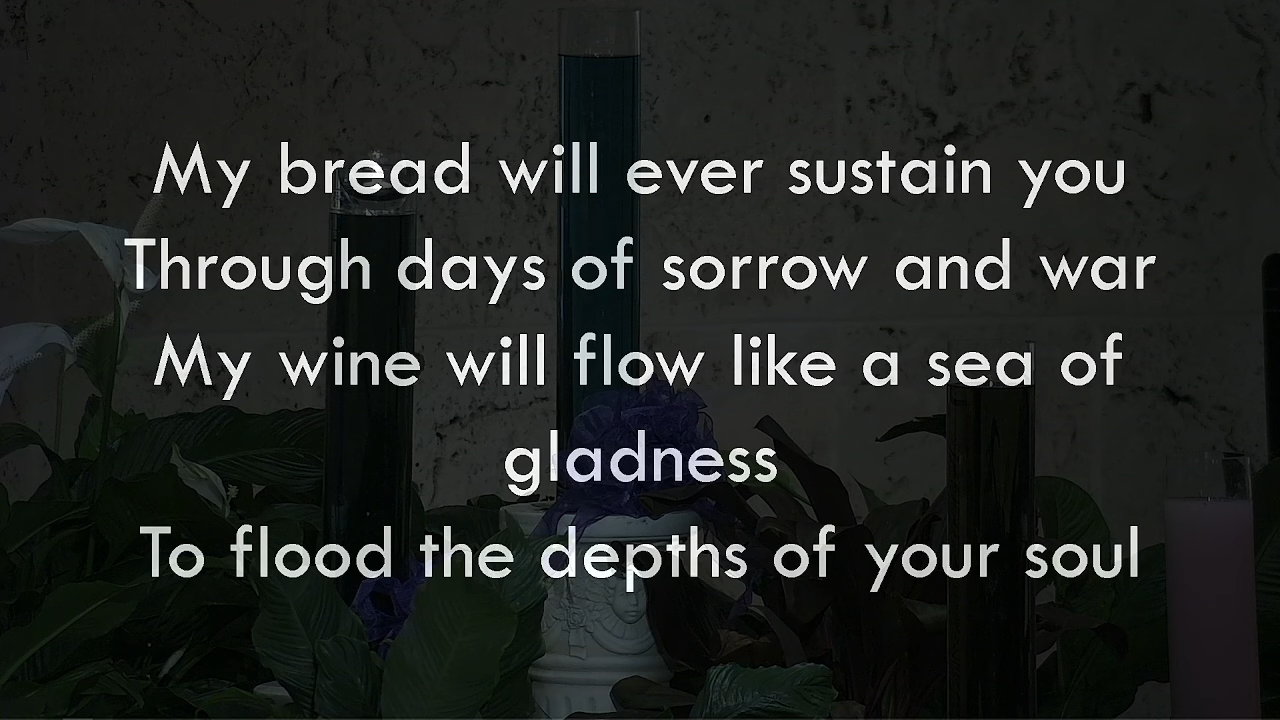 My bread will ever sustain you
Through days of sorrow and war
My wine will flow like a sea of
gladness
To flood the depths of your soul